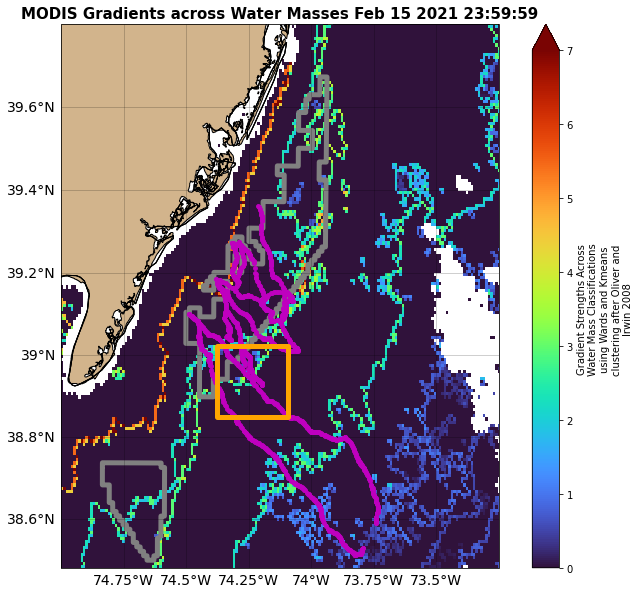 MODIS Gradients across Water Masses Feb 15 2021 23:59:59
39.6°N
39.4°N
39.2°N
39°N
38.8°N
38.6°N
74.75°W 74.5°W 74.25°W 74°W 73.75°W 73.5°W
7
6
5
4
3
2
1
0
Gradient Strengths Across
Water Mass Classifications
using Wards and Kmeans
clustering after Oliver and
Irwin 2008